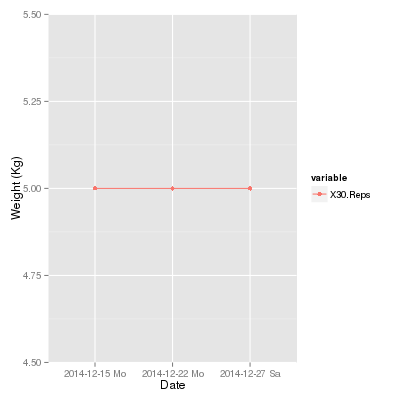 5.50
5.25
5.00
4.75
4.50
Weight (Kg)
2014-12-15 Mo
2014-12-22 Mo
2014-12-27 Sa
Date
variable
X30.Reps